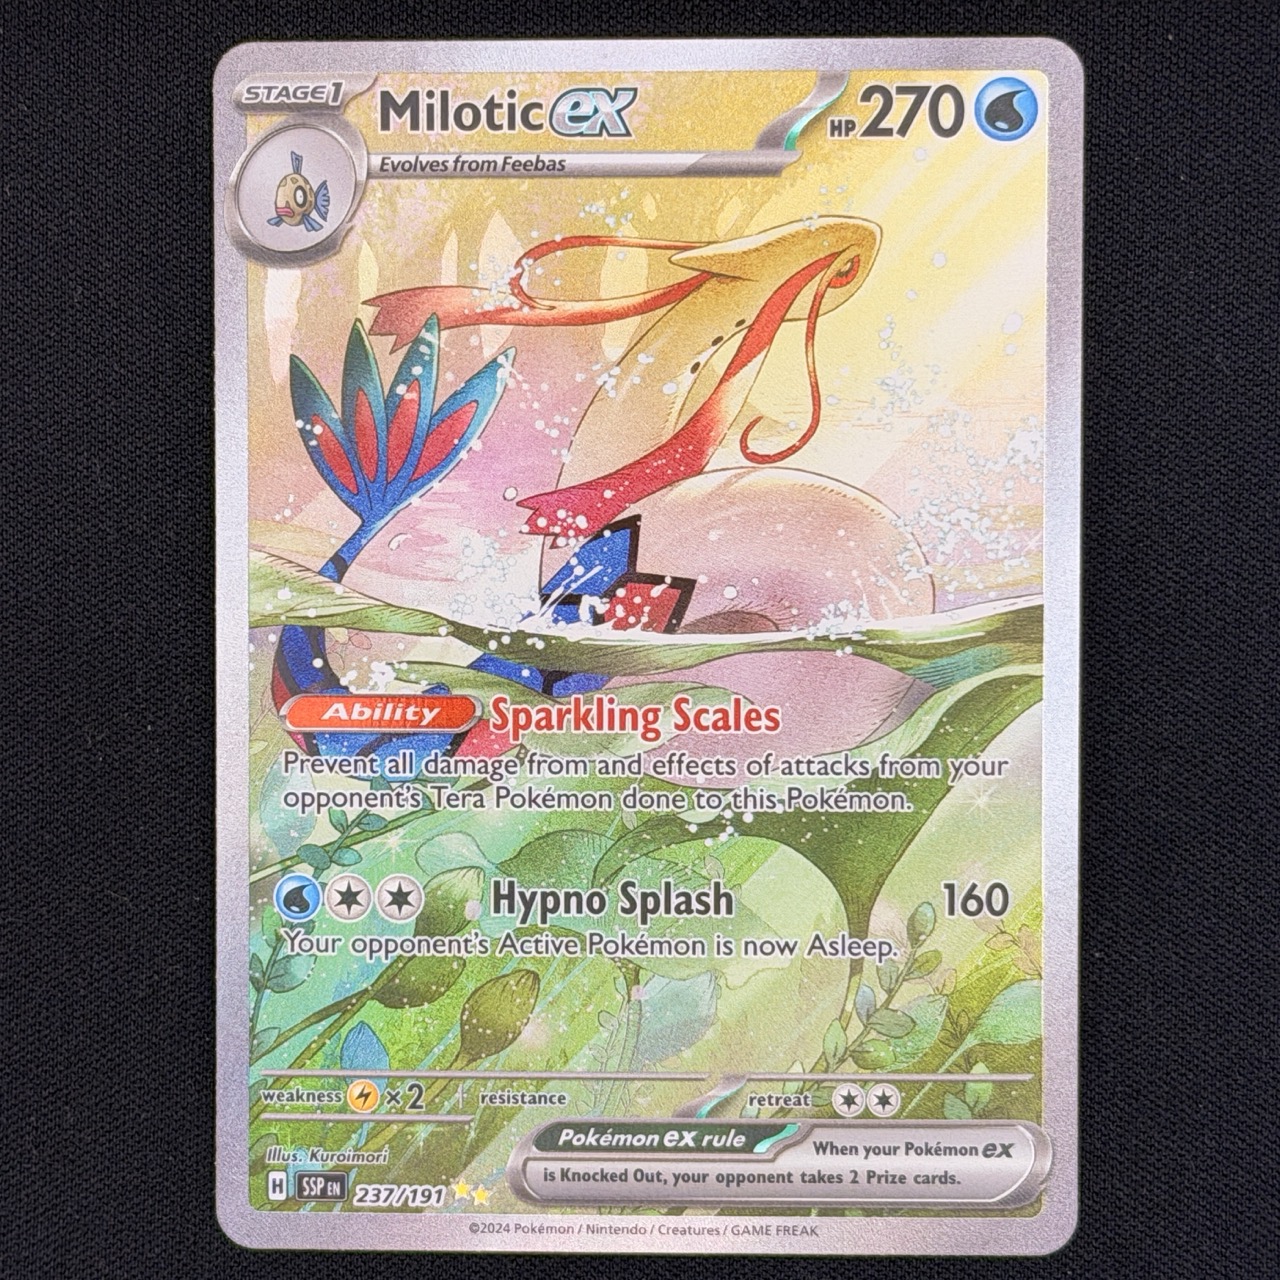 STAGE1
Milotic ex
HP 270
Evolves from Feebas
Ability Sparkling Scales
Prevent all damage from and effects of attacks from your
opponent's Tera Pokémon done to this Pokémon.
Hypno Splash 160
Your opponent's Active Pokémon is now Asleep.
weakness ×2 resistance retreat
Pokémon ex rule
When your Pokémon ex
is Knocked Out, your opponent takes 2 Prize cards.
Illus. Kuroimori
H SSP EN 237/191
©2024 Pokémon / Nintendo / Creatures / GAME FREAK